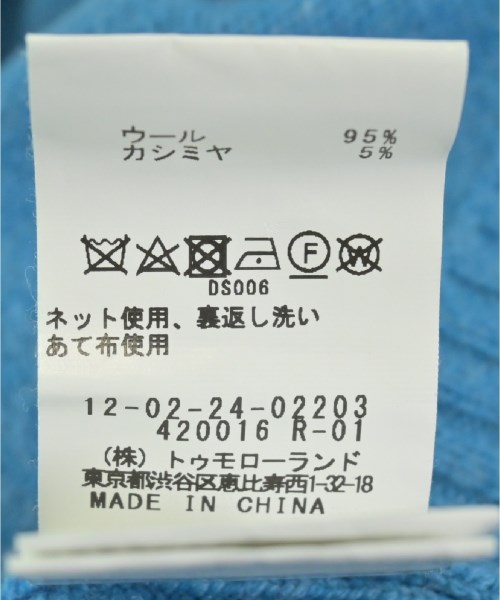 ウール 95%
カシミヤ 5%
F W
DS006
ネット使用、裏返し洗い
あて布使用
12-02-24-02203
420016 R-01
(株) トゥモローランド
東京都渋谷区恵比寿西1-32-18
MADE IN CHINA